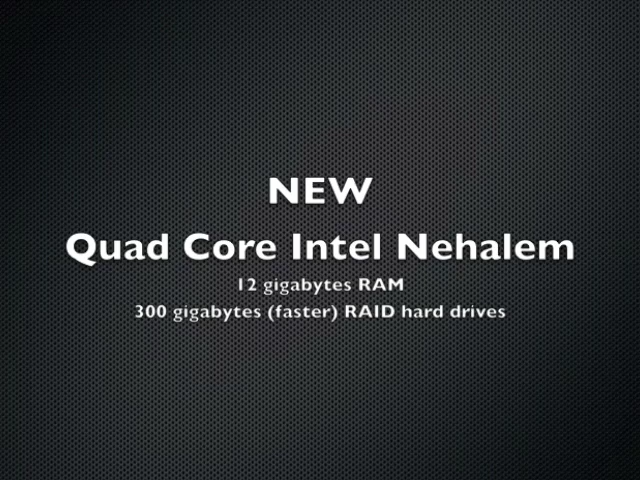 NEW
Quad Core Intel Nehalem
12 gigabytes RAM
300 gigabytes (faster) RAID hard drives